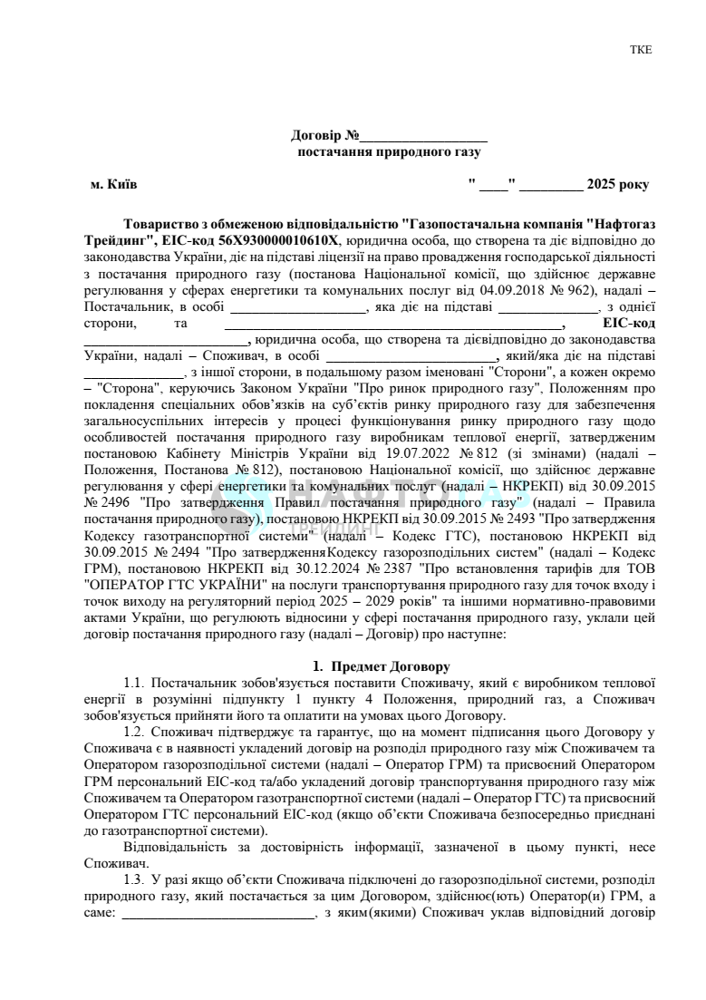 ТКЕ
Договір №___________________
постачання природного газу
м. Київ " ____" _________ 2025 року
Товариство з обмеженою відповідальністю "Газопостачальна компанія "Нафтогаз
Трейдинг", ЕІС-код 56X930000010610X, юридична особа, що створена та діє відповідно до
законодавства України, діє на підставі ліцензії на право провадження господарської діяльності
з постачання природного газу (постанова Національної комісії, що здійснює державне
регулювання у сферах енергетики та комунальних послуг від 04.09.2018 № 962), надалі –
Постачальник, в особі ___________________, яка діє на підставі ______________, з однієї
сторони, та _______________________________________________, ЕІС-код
_______________________, юридична особа, що створена та дієвідповідно до законодавства
України, надалі – Споживач, в особі ________________________, який/яка діє на підставі
______________, з іншої сторони, в подальшому разом іменовані "Сторони", а кожен окремо
– "Сторона", керуючись Законом України "Про ринок природного газу", Положенням про
покладення спеціальних обов’язків на суб’єктів ринку природного газу для забезпечення
загальносуспільних інтересів у процесі функціонування ринку природного газу щодо
особливостей постачання природного газу виробникам теплової енергії, затвердженим
постановою Кабінету Міністрів України від 19.07.2022 № 812 (зі змінами) (надалі –
Положення, Постанова № 812), постановою Національної комісії, що здійснює державне
регулювання у сфері енергетики та комунальних послуг (надалі – НКРЕКП) від 30.09.2015
№ 2496 "Про затвердження Правил постачання природного газу" (надалі – Правила
постачання природного газу), постановою НКРЕКП від 30.09.2015 № 2493 "Про затвердження
Кодексу газотранспортної системи" (надалі – Кодекс ГТС), постановою НКРЕКП від
30.09.2015 № 2494 "Про затвердженняКодексу газорозподільних систем" (надалі – Кодекс
ГРМ), постановою НКРЕКП від 30.12.2024 № 2387 "Про встановлення тарифів для ТОВ
"ОПЕРАТОР ГТС УКРАЇНИ" на послуги транспортування природного газу для точок входу і
точок виходу на регуляторний період 2025 – 2029 років" та іншими нормативно-правовими
актами України, що регулюють відносини у сфері постачання природного газу, уклали цей
договір постачання природного газу (надалі – Договір) про наступне:
НАФТОГАЗ
ТРЕЙДИНГ
1. Предмет Договору
1.1. Постачальник зобов'язується поставити Споживачу, який є виробником теплової
енергії в розумінні підпункту 1 пункту 4 Положення, природний газ, а Споживач
зобов'язується прийняти його та оплатити на умовах цього Договору.
1.2. Споживач підтверджує та гарантує, що на момент підписання цього Договору у
Споживача є в наявності укладений договір на розподіл природного газу між Споживачем та
Оператором газорозподільної системи (надалі – Оператор ГРМ) та присвоєний Оператором
ГРМ персональний ЕІС-код та/або укладений договір транспортування природного газу між
Споживачем та Оператором газотранспортної системи (надалі – Оператор ГТС) та присвоєний
Оператором ГТС персональний ЕІС-код (якщо об’єкти Споживача безпосередньо приєднані
до газотранспортної системи).
Відповідальність за достовірність інформації, зазначеної в цьому пункті, несе
Споживач.
1.3. У разі якщо об’єкти Споживача підключені до газорозподільної системи, розподіл
природного газу, який постачається за цим Договором, здійснює(ють) Оператор(и) ГРМ, а
саме: ___________________________, з яким(якими) Споживач уклав відповідний договір